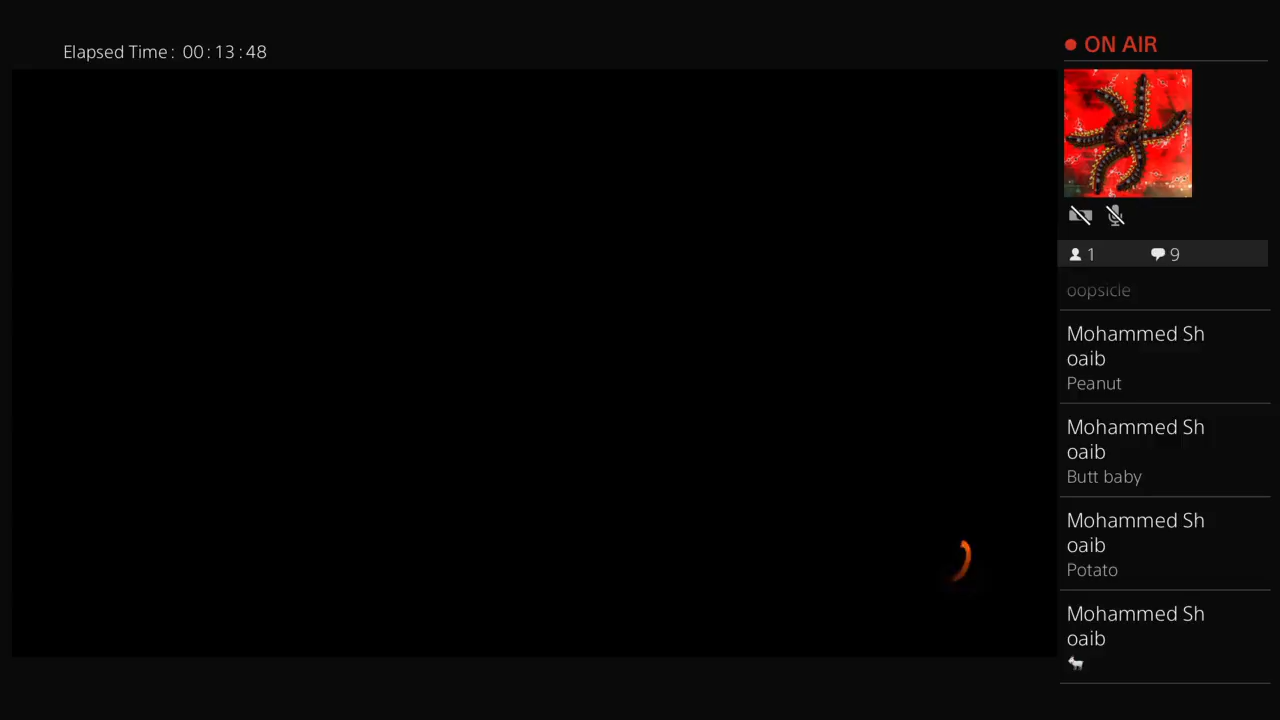 Elapsed Time: 00:13:48
ON AIR
1 9
oopsicle
Mohammed Sh
oaib
Peanut
Mohammed Sh
oaib
Butt baby
Mohammed Sh
oaib
Potato
Mohammed Sh
oaib
🐐